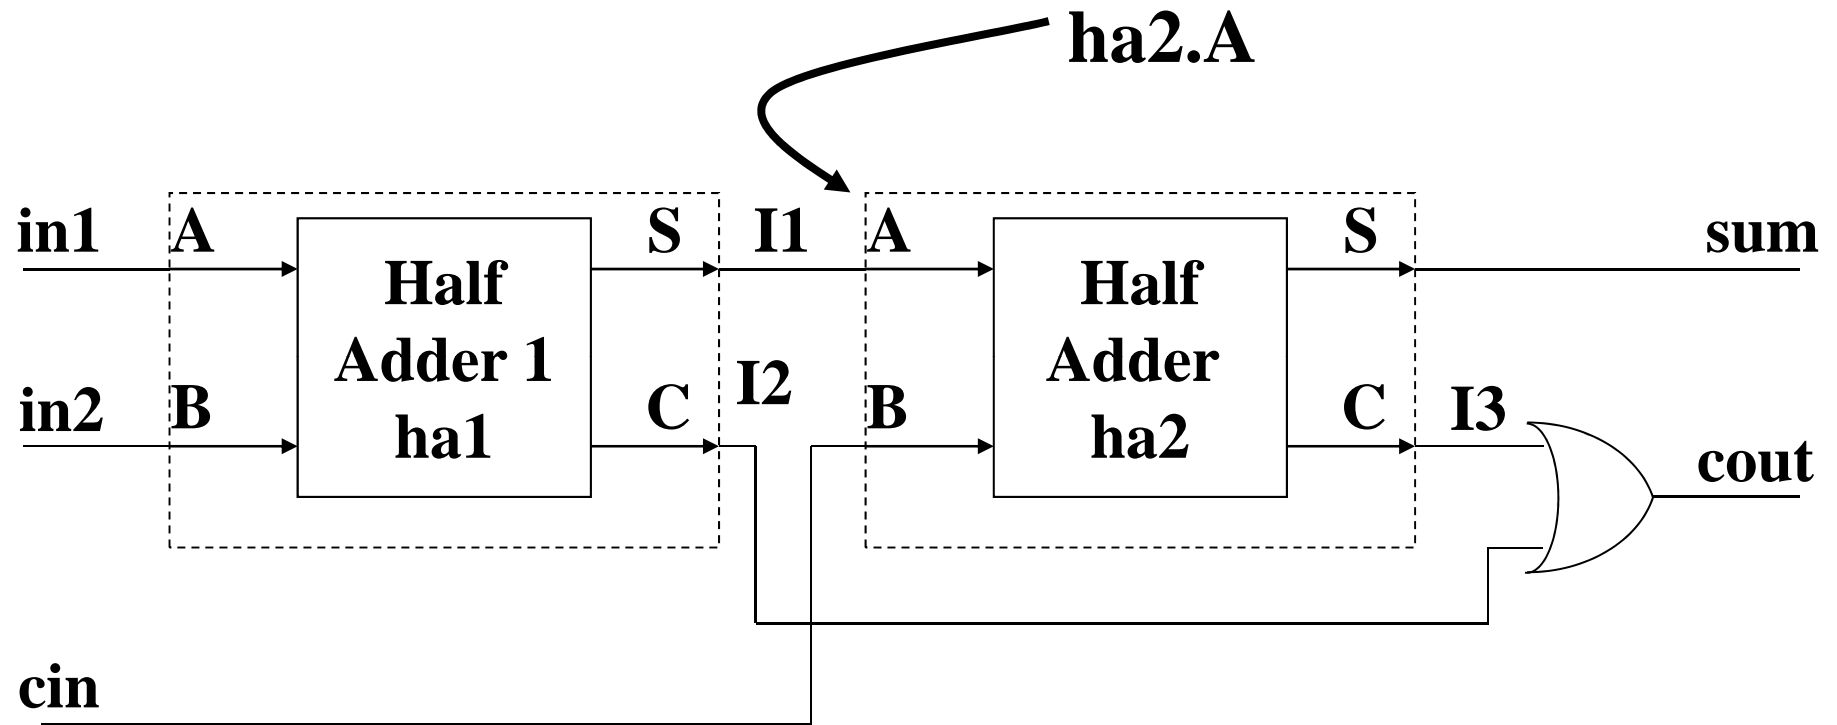 ha2.A
in1
A
S
I1
A
S
sum
Half
Adder 1
ha1
Half
Adder
ha2
in2
B
C
I2
B
C
I3
cout
cin